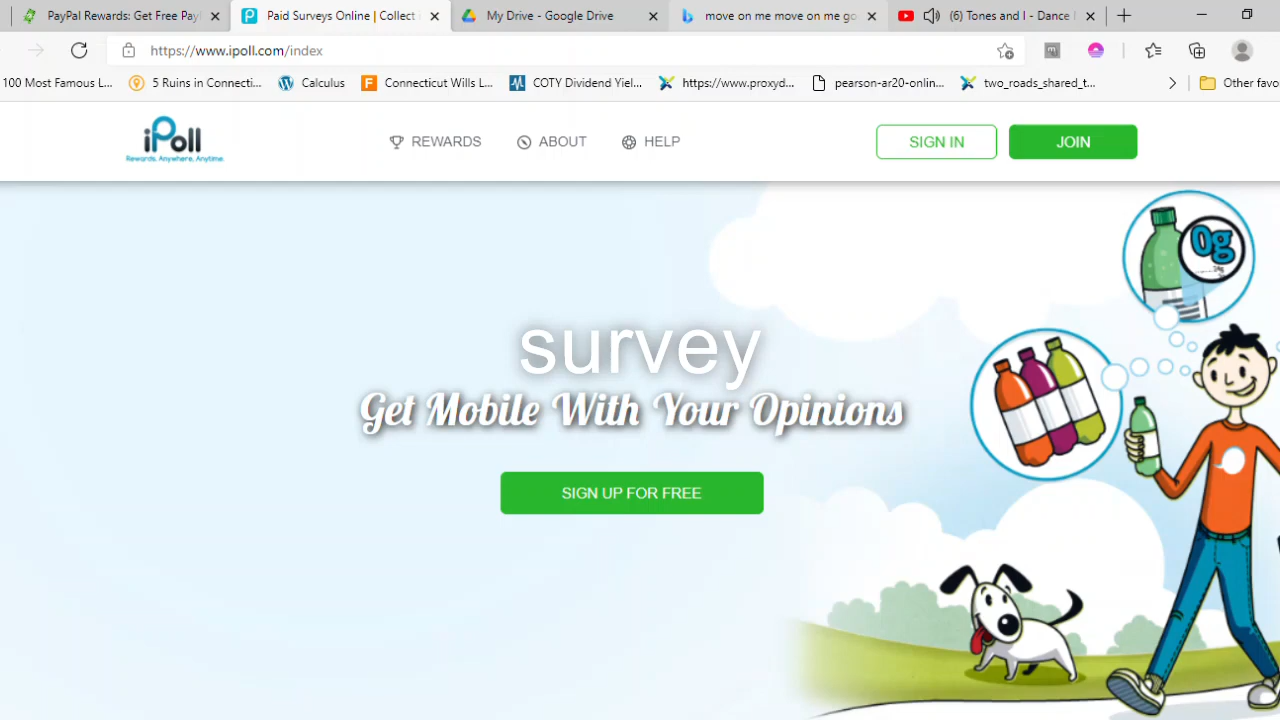 PayPal Rewards: Get Free Pay
Paid Surveys Online | Collect
My Drive - Google Drive
move on me move on me go
(6) Tones and I - Dance
https://www.ipoll.com/index
100 Most Famous L...
5 Ruins in Connecti...
Calculus
Connecticut Wills L...
COTY Dividend Yiel...
https://www.proxyd...
pearson-ar20-online...
two_roads_shared_t...
Other favo
iPoll
Rewards. Anywhere, Anytime.
REWARDS
ABOUT
HELP
SIGN IN
JOIN
0g
survey
Get Mobile With Your Opinions
SIGN UP FOR FREE